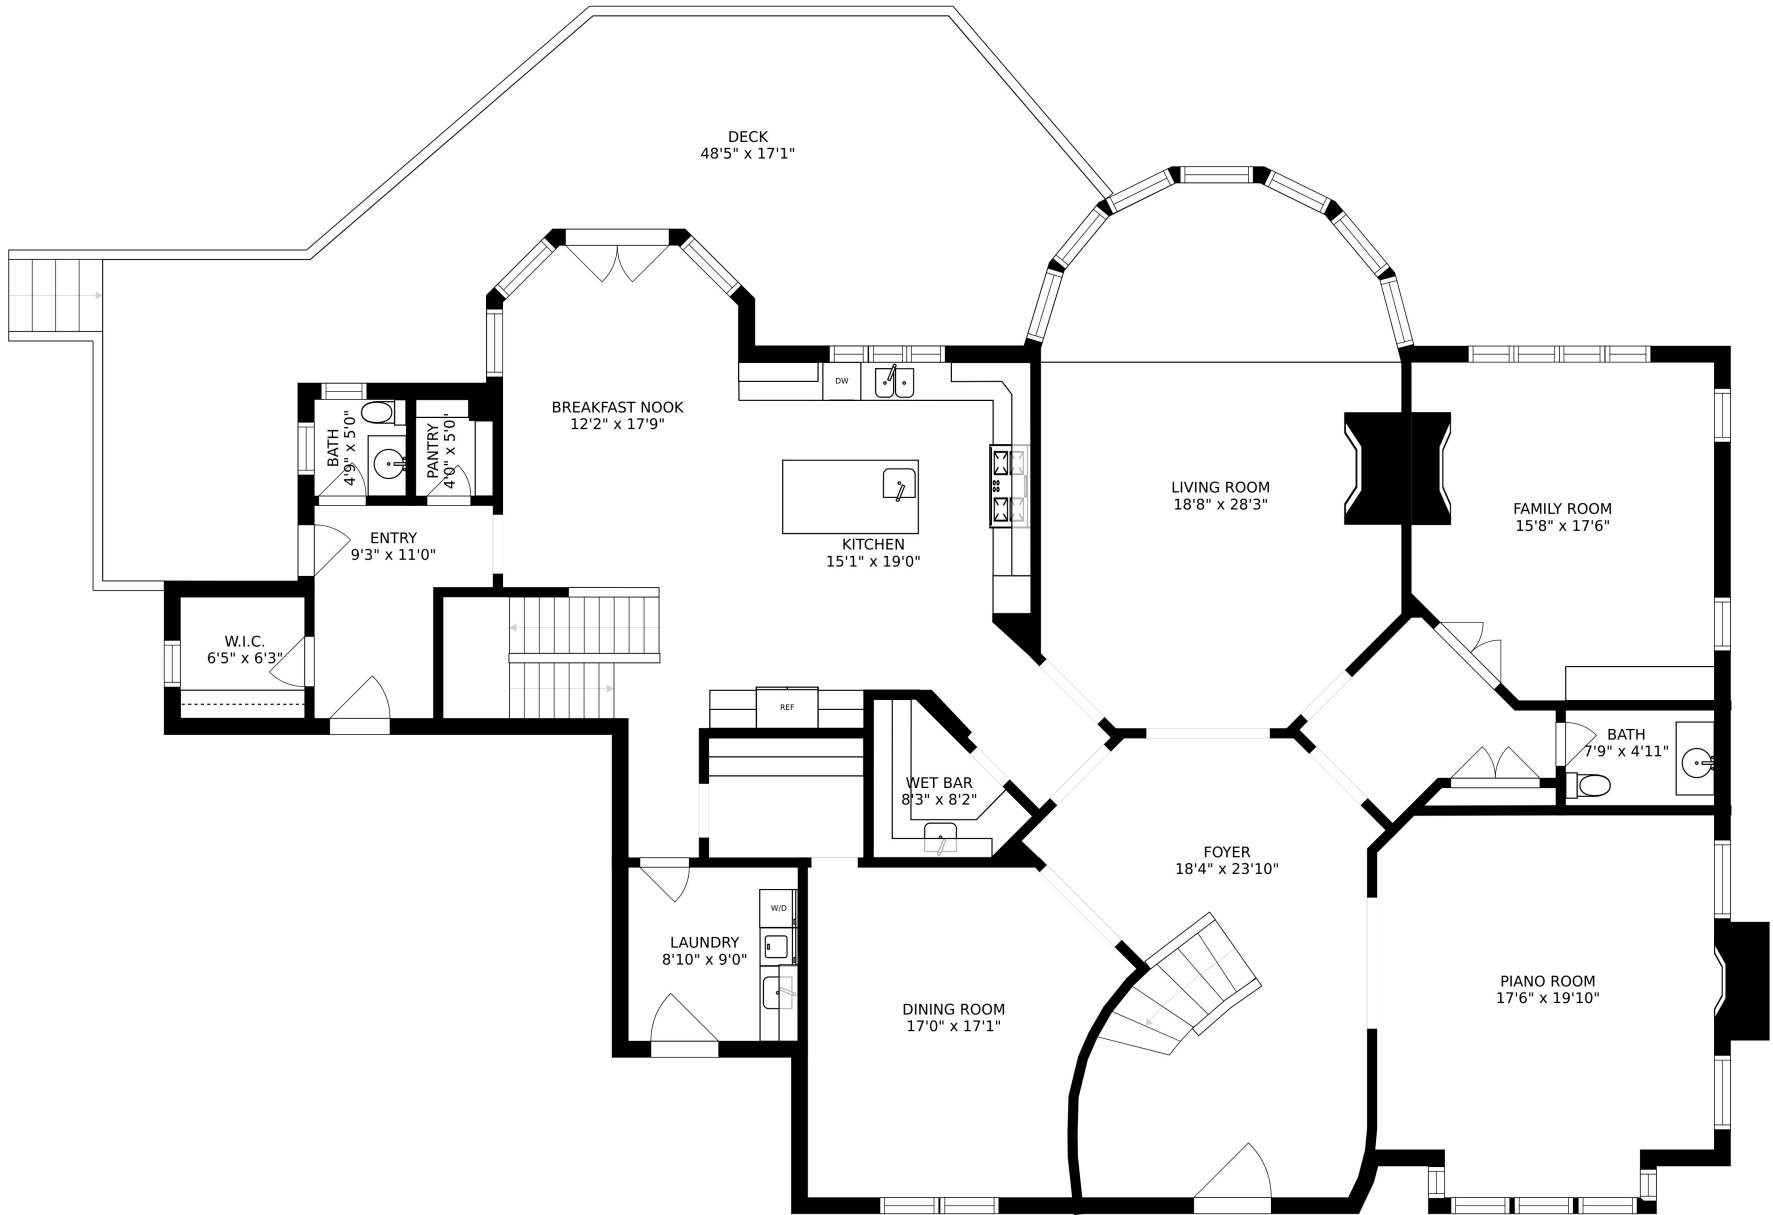 DECK
48'5" x 17'1"
BREAKFAST NOOK
12'2" x 17'9"
DW
BATH
4'9" x 5'0"
PANTRY
4'0" x 5'0"
LIVING ROOM
18'8" x 28'3"
FAMILY ROOM
15'8" x 17'6"
ENTRY
9'3" x 11'0"
KITCHEN
15'1" x 19'0"
W.I.C.
6'5" x 6'3"
REF
BATH
7'9" x 4'11"
WET BAR
8'3" x 8'2"
FOYER
18'4" x 23'10"
W/D
LAUNDRY
8'10" x 9'0"
DINING ROOM
17'0" x 17'1"
PIANO ROOM
17'6" x 19'10"